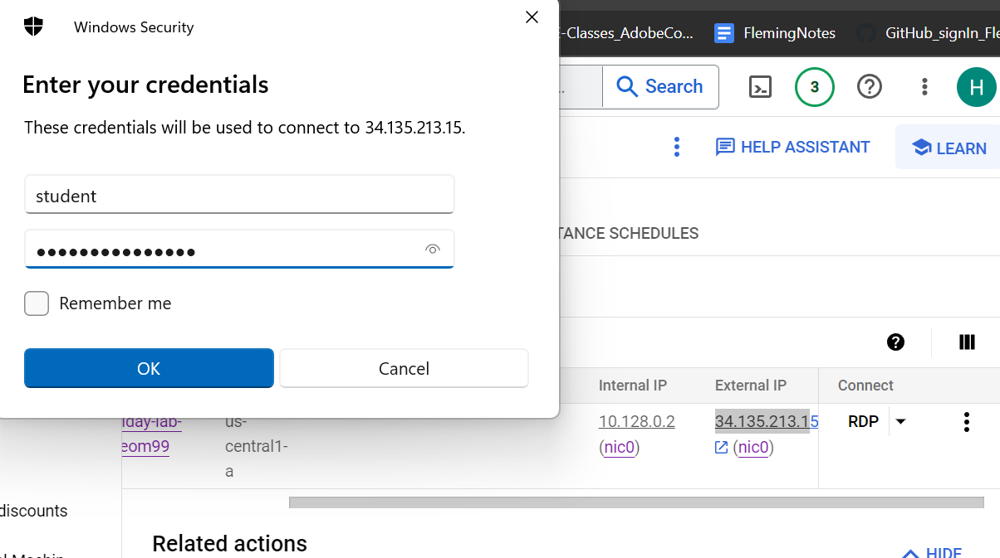 Windows Security
Enter your credentials
These credentials will be used to connect to 34.135.213.15.
student
●●●●●●●●●●●●●●●
Remember me
OK
Cancel
E-Classes_AdobeCo...
FlemingNotes
GitHub_signIn_Fle
..
Search
3
H
HELP ASSISTANT
LEARN
TANCE SCHEDULES
Internal IP
External IP
Connect
lday-lab-
eom99
us-
central1-
a
10.128.0.2
(nic0)
34.135.213.15
(nic0)
RDP
discounts
Related actions
HIDE